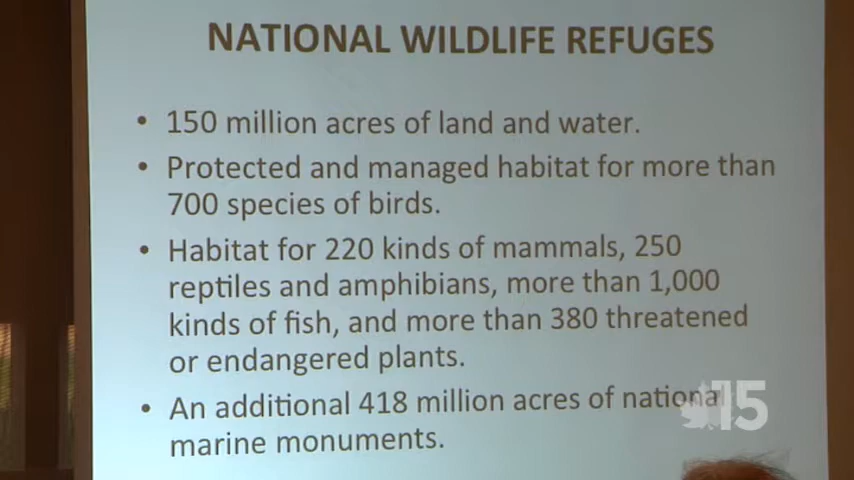 NATIONAL WILDLIFE REFUGES
• 150 million acres of land and water.
• Protected and managed habitat for more than
700 species of birds.
• Habitat for 220 kinds of mammals, 250
reptiles and amphibians, more than 1,000
kinds of fish, and more than 380 threatened
or endangered plants.
• An additional 418 million acres of national
marine monuments.
15